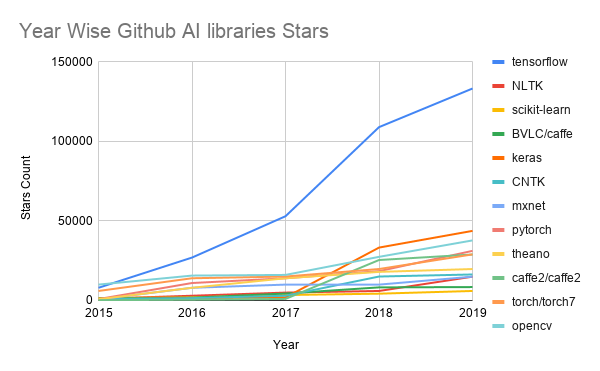 Year Wise Github AI libraries Stars
150000
100000
50000
0
Stars Count
2015 2016 2017 2018 2019
Year
tensorflow
NLTK
scikit-learn
BVLC/caffe
keras
CNTK
mxnet
pytorch
theano
caffe2/caffe2
torch/torch7
opencv